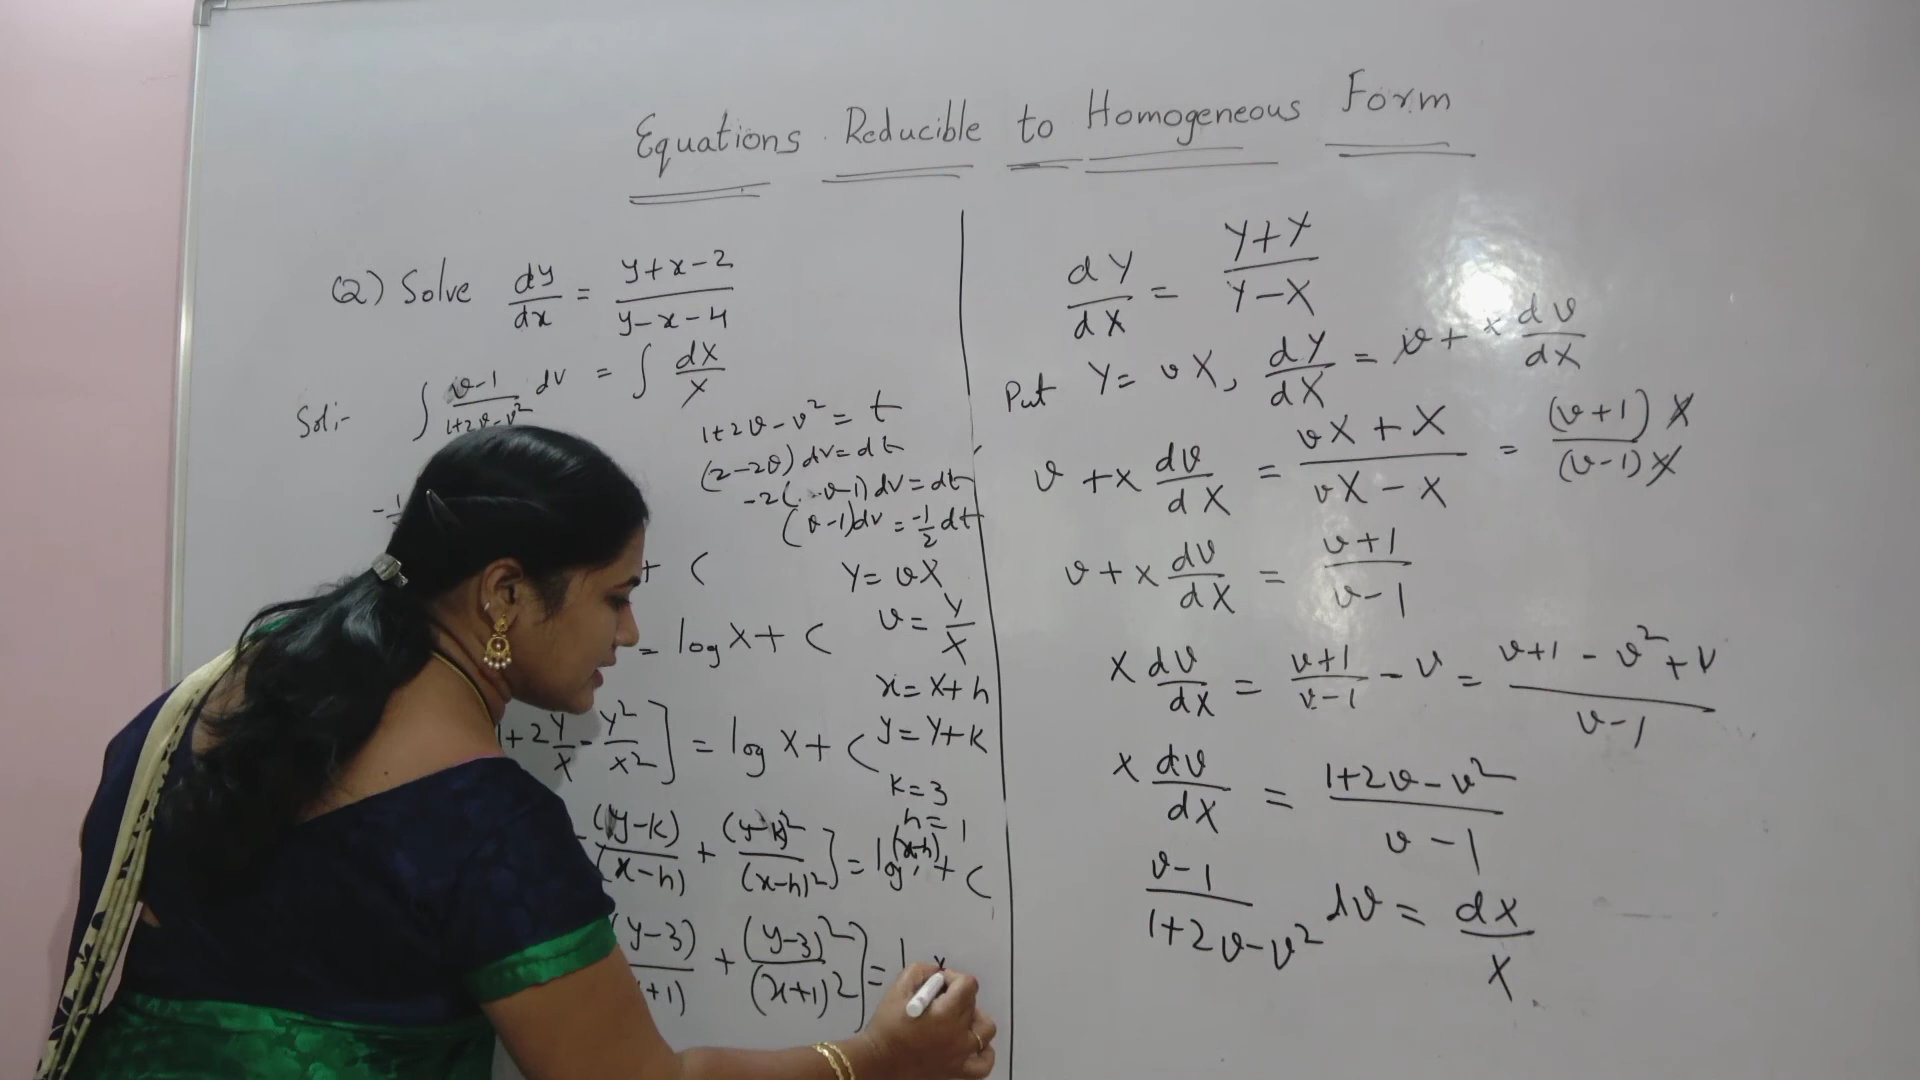 Equations Reducible to Homogeneous Form
Q) Solve dy/dx = y+x-2/y-x-4
Sol:- ∫ v-1/1+2v-v² dv = ∫ dX/X
1+2v-v² = t
(2-2v) dv = dt
-2(v-1) dv = dt
(v-1)dv = -1/2 dt
+ C
Y = vX
v = Y/X
= log X + C
x = X+h
y = Y+k
1+2 Y/X - Y²/X² ] = log X + C
k = 3
h = 1
(y-k)/(x-h) + (y-k)²/(x-h)² ] = log (x-h) + C
(y-3)/+1) + (y-3)²/(x+1)² ] =
dY/dX = Y+X/Y-X
Put Y = vX, dY/dX = v + x dv/dX
v + x dv/dX = vX + X/vX - X = (v+1) X/(v-1) X
v + x dv/dX = v+1/v-1
X dv/dX = v+1/v-1 - v = v+1 - v² + v/v-1
X dv/dX = 1+2v-v²/v-1
v-1/1+2v-v² dv = dX/X